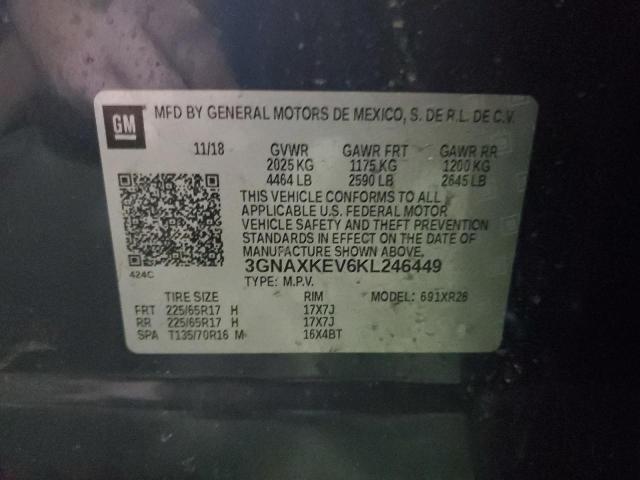 GM
MFD BY GENERAL MOTORS DE MEXICO, S. DE R.L. DE C.V.
11/18 GVWR GAWR FRT GAWR RR
2025 KG 1175 KG 1200 KG
4464 LB 2590 LB 2645 LB
THIS VEHICLE CONFORMS TO ALL
APPLICABLE U.S. FEDERAL MOTOR
VEHICLE SAFETY AND THEFT PREVENTION
STANDARDS IN EFFECT ON THE DATE OF
MANUFACTURE SHOWN ABOVE.
3GNAXKEV6KL246449
424C
TYPE: M.P.V.
TIRE SIZE RIM MODEL: 691XR26
FRT 225/65R17 H 17X7J
RR 225/65R17 H 17X7J
SPA T135/70R16 M 16X4BT